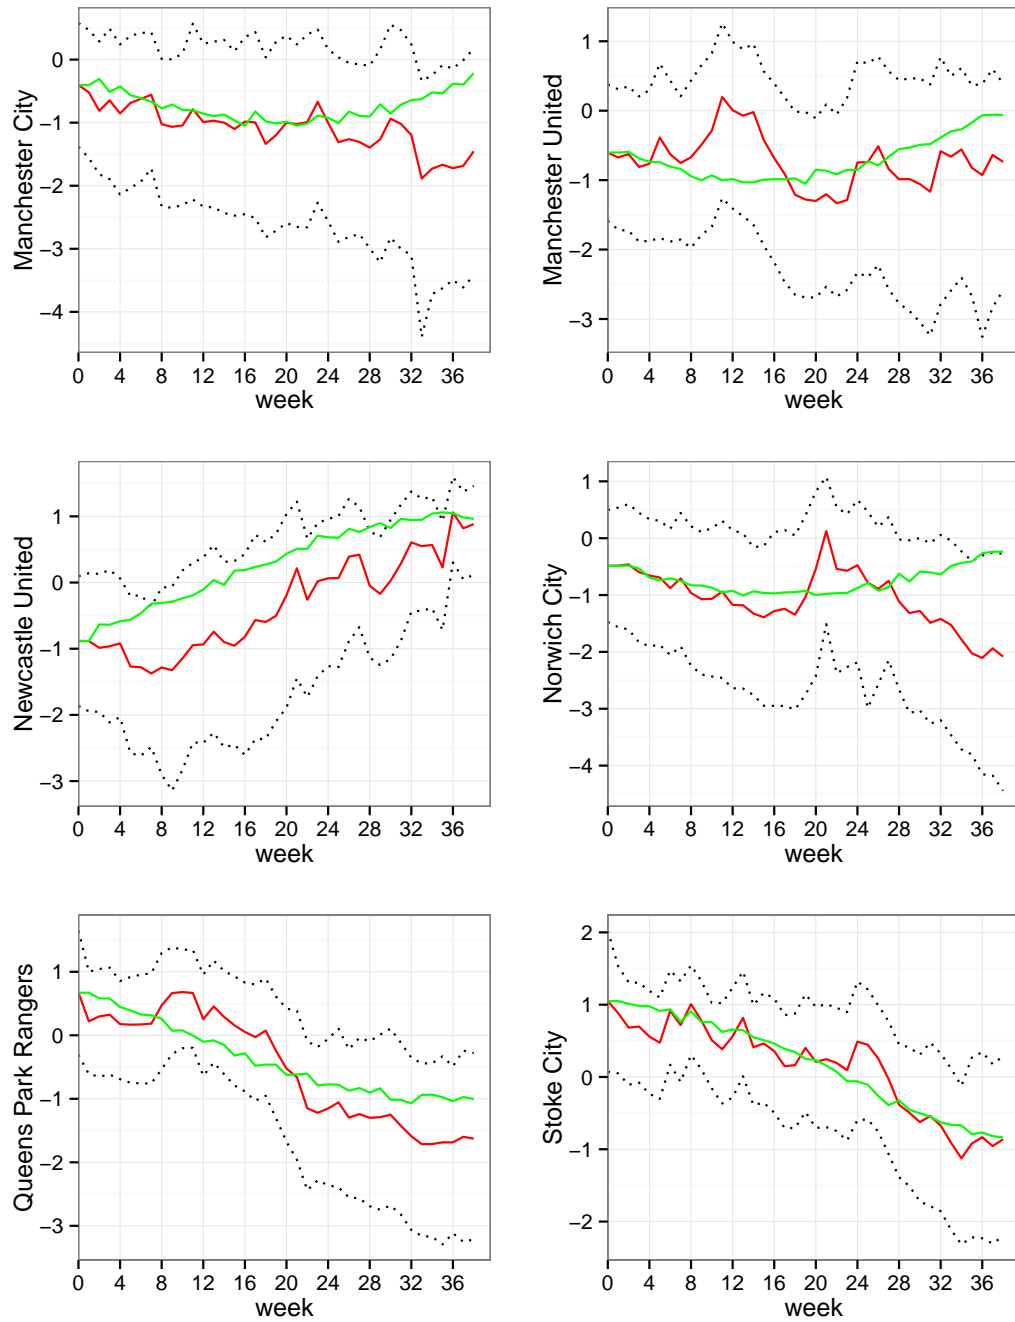 Manchester City
0
−1
−2
−3
−4
0 4 8 12 16 20 24 28 32 36
week
Manchester United
1
0
−1
−2
−3
0 4 8 12 16 20 24 28 32 36
week
Newcastle United
1
0
−1
−2
−3
0 4 8 12 16 20 24 28 32 36
week
Norwich City
1
0
−1
−2
−3
−4
0 4 8 12 16 20 24 28 32 36
week
Queens Park Rangers
1
0
−1
−2
−3
0 4 8 12 16 20 24 28 32 36
week
Stoke City
2
1
0
−1
−2
0 4 8 12 16 20 24 28 32 36
week